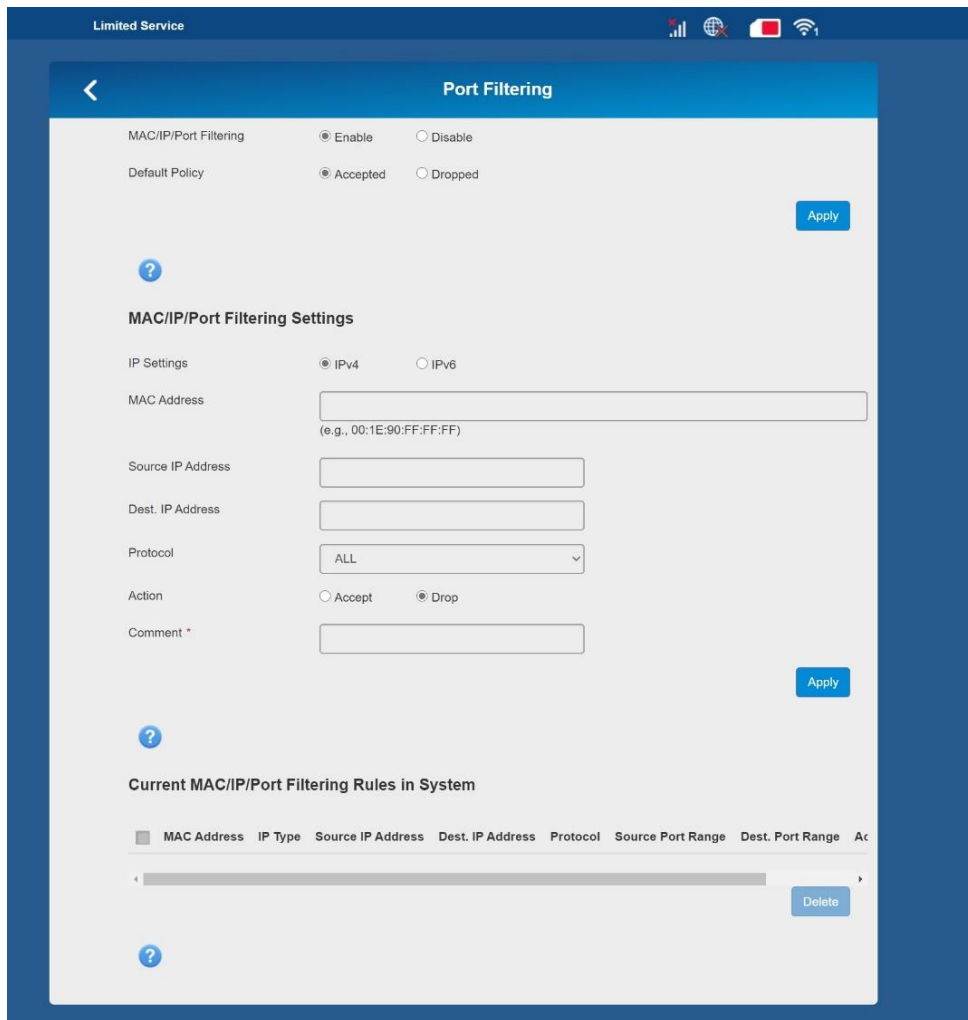 Limited Service
1
Port Filtering
MAC/IP/Port Filtering Enable Disable
Default Policy Accepted Dropped
Apply
?
MAC/IP/Port Filtering Settings
IP Settings IPv4 IPv6
MAC Address
(e.g., 00:1E:90:FF:FF:FF)
Source IP Address
Dest. IP Address
Protocol ALL
Action Accept Drop
Comment *
Apply
?
Current MAC/IP/Port Filtering Rules in System
MAC Address IP Type Source IP Address Dest. IP Address Protocol Source Port Range Dest. Port Range Ac
Delete
?